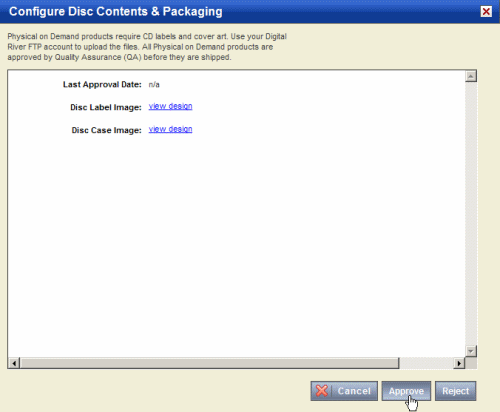 Configure Disc Contents & Packaging
Physical on Demand products require CD labels and cover art. Use your Digital
River FTP account to upload the files. All Physical on Demand products are
approved by Quality Assurance (QA) before they are shipped.
Last Approval Date: n/a
Disc Label Image: view design
Disc Case Image: view design
Cancel Approve Reject